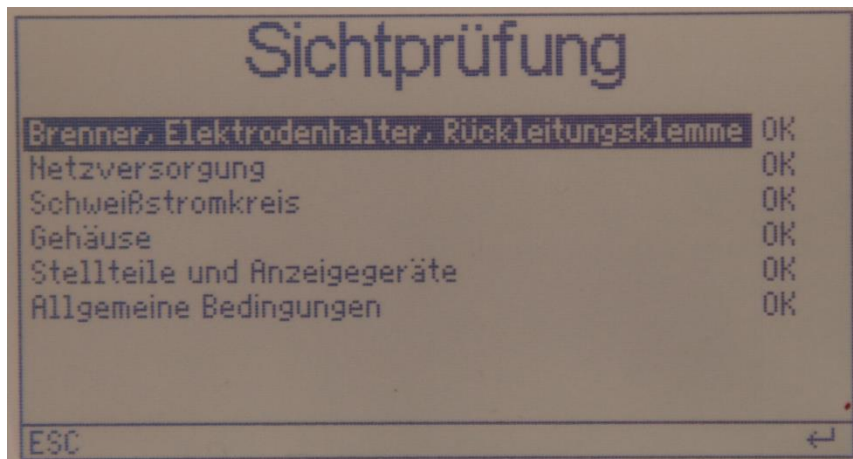 Sichtprüfung
Brenner, Elektrodenhalter, Rückleitungsklemme OK
Netzversorgung OK
Schweißstromkreis OK
Gehäuse OK
Stellteile und Anzeigegeräte OK
Allgemeine Bedingungen OK
ESC ↵